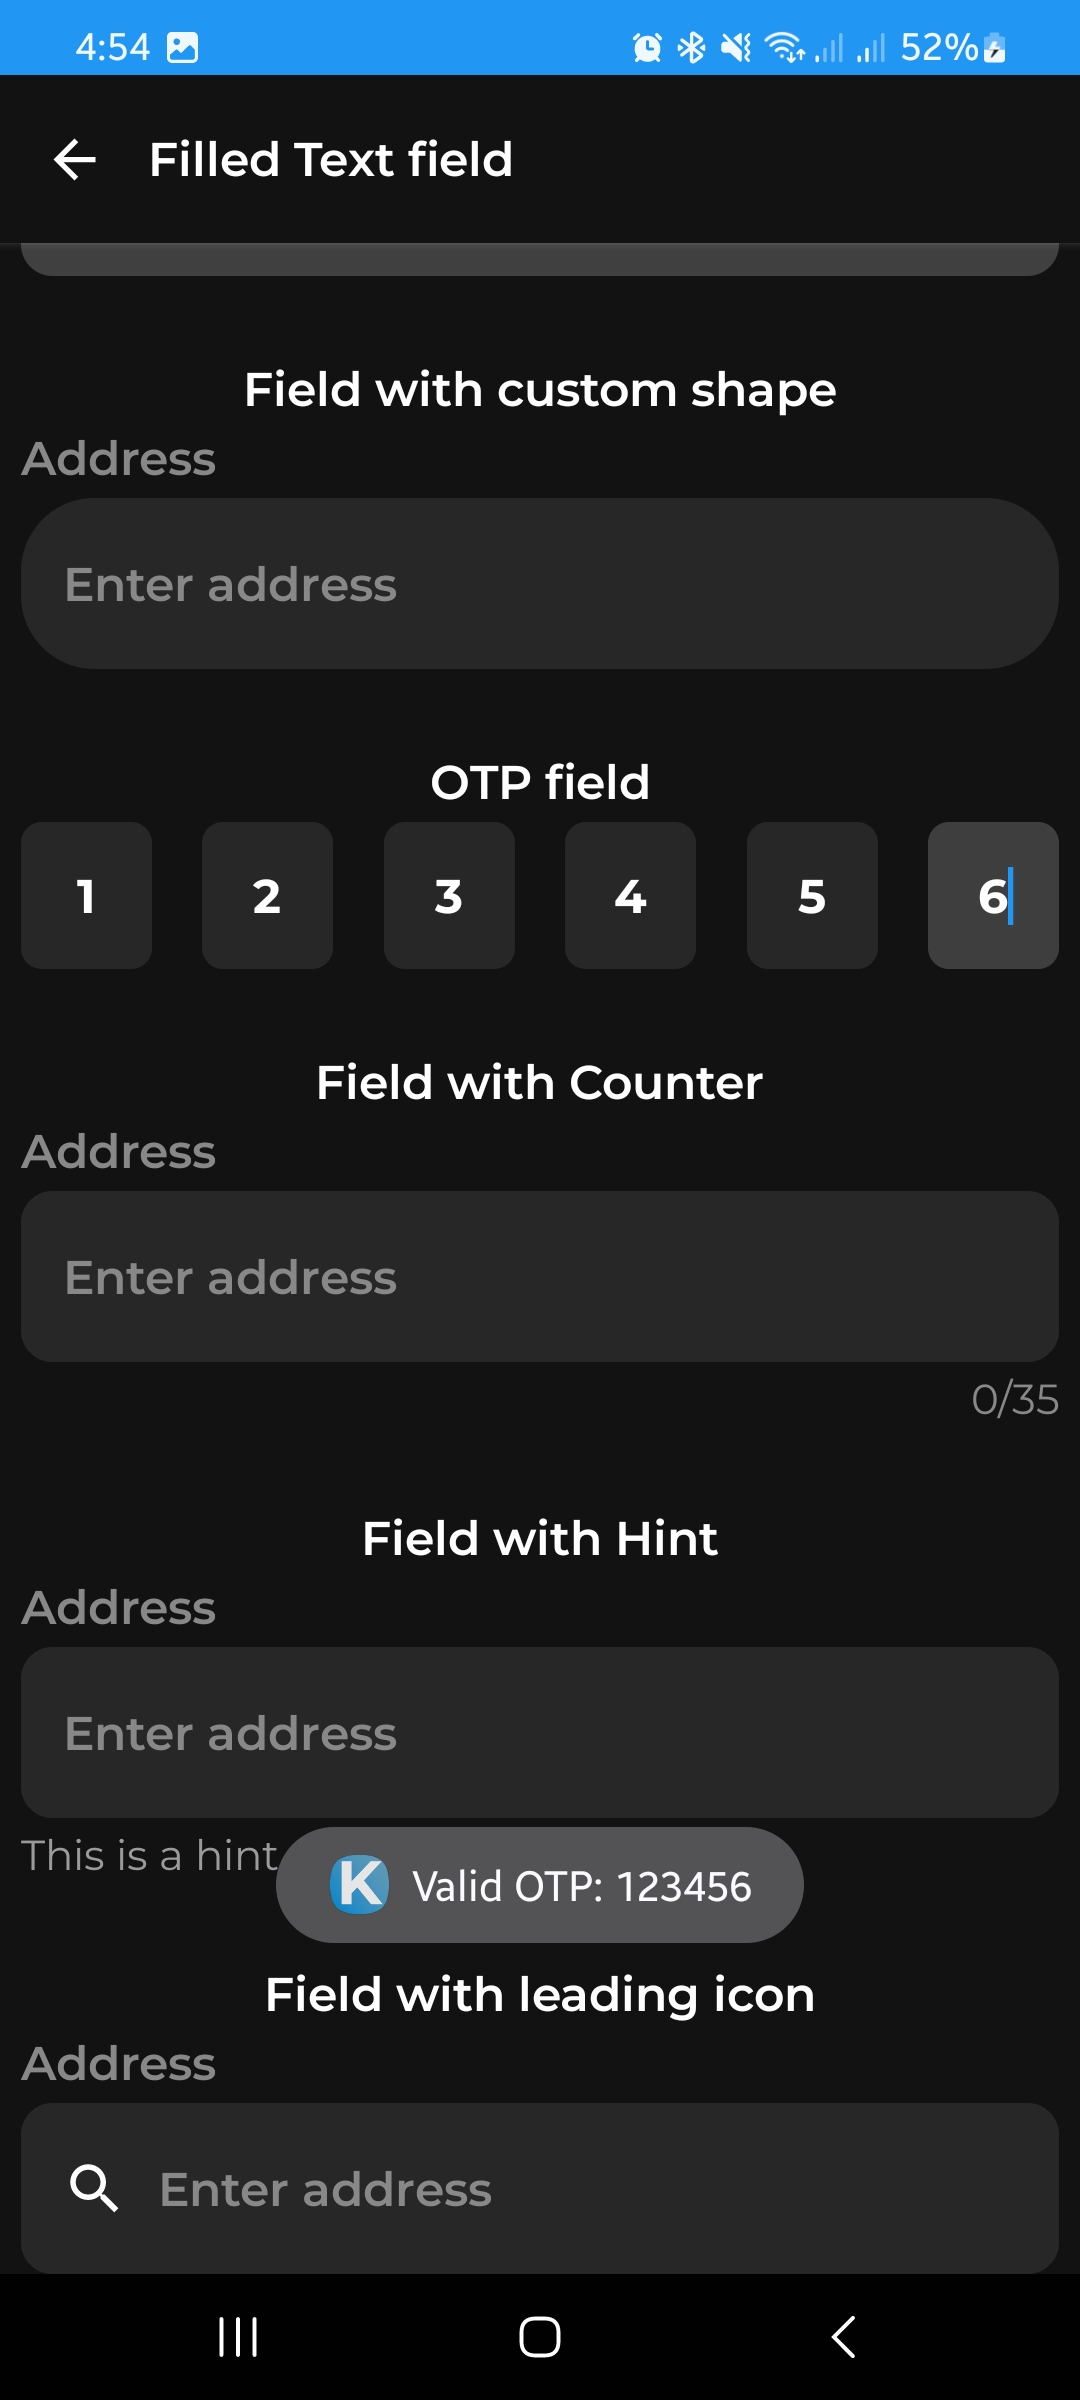 4:54 52%
Filled Text field
Field with custom shape
Address
Enter address
OTP field
1 2 3 4 5 6
Field with Counter
Address
Enter address
0/35
Field with Hint
Address
Enter address
This is a hint
K Valid OTP: 123456
Field with leading icon
Address
Enter address